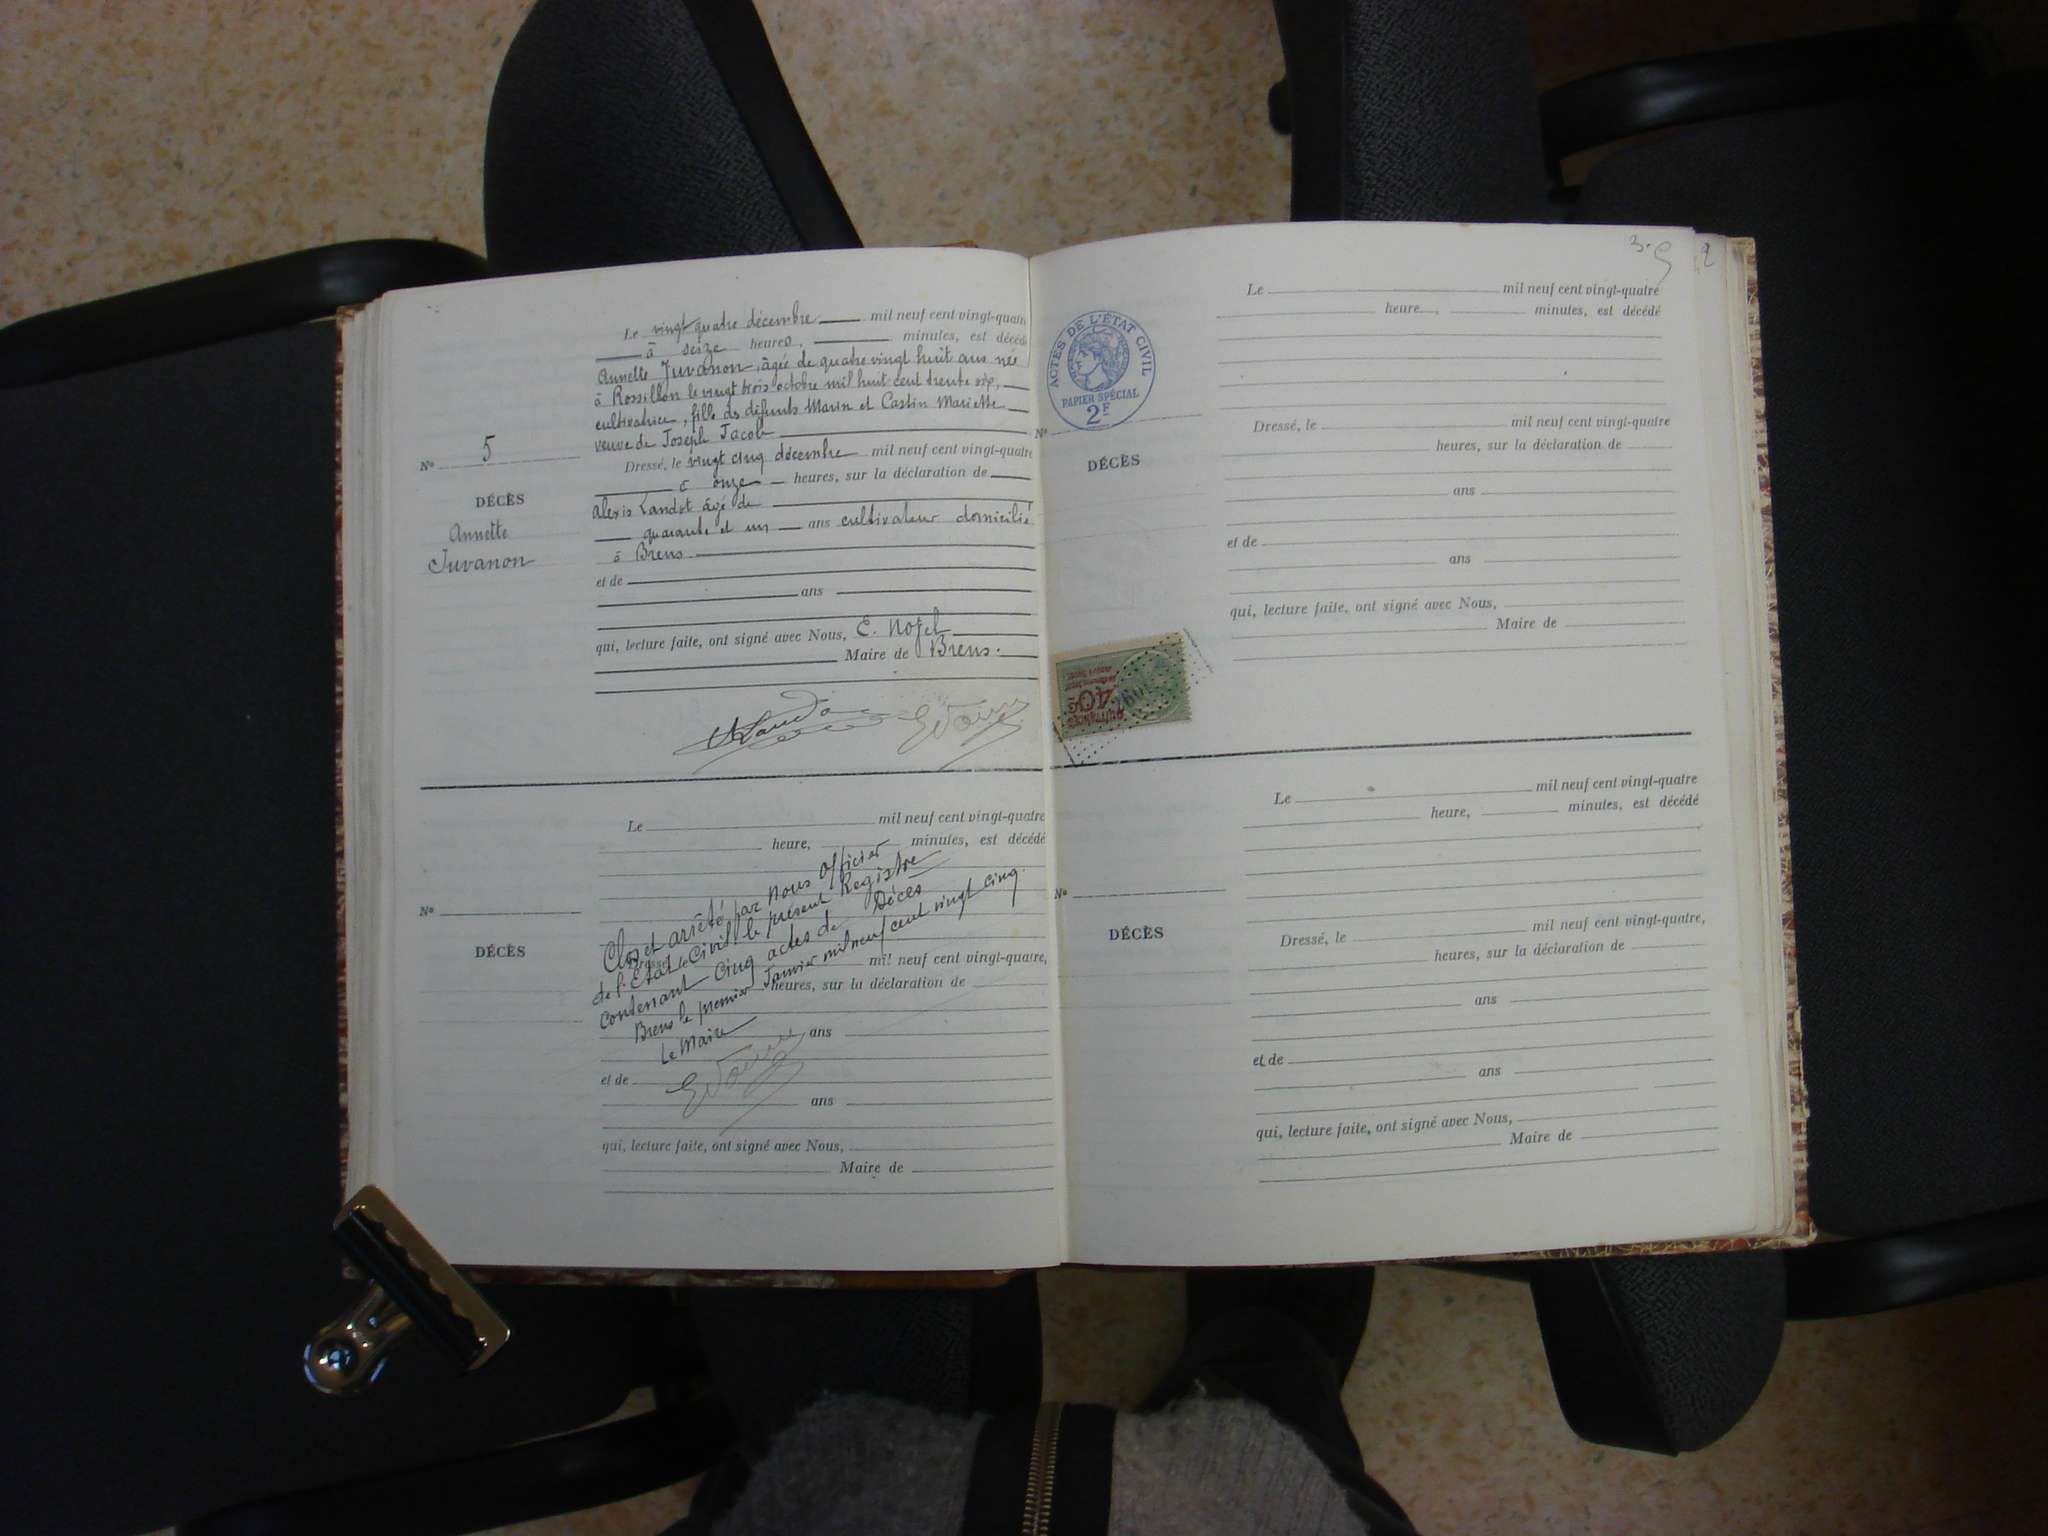 Le vingt quatre décembre mil neuf cent vingt-quatre
à seize heures, minutes, est décédé
Annette Juvanon, âgée de quatre vingt huit ans née
à Rossillon le vingt trois octobre mil huit cent trente six,
cultivatrice, fille des défunts Marin et Castin Mariette
veuve de Joseph Jacob
Nº 5
DÉCÈS
Annette
Juvanon
Dressé, le vingt cinq décembre mil neuf cent vingt-quatre
à onze heures, sur la déclaration de
Alexis Landot âgé de
quarante et un ans cultivateur domicilié
à Brens
et de
ans
qui, lecture faite, ont signé avec Nous, E.
Maire de Brens.
Le mil neuf cent vingt-quatre
heure, minutes, est décédé
Nº
DÉCÈS
Clos et arrêté par nous Officier
de l'Etat Civil le présent Registre
contenant Cinq actes de Décès
Brens le premier Janvier mil neuf cent vingt cinq.
Le Maire
Dressé, le mil neuf cent vingt-quatre,
heures, sur la déclaration de
ans
et de
ans
qui, lecture faite, ont signé avec Nous,
Maire de
ACTES DE L'ÉTAT CIVIL
PAPIER SPÉCIAL
2F
Le mil neuf cent vingt-quatre
heure, minutes, est décédé
Nº
DÉCÈS
Dressé, le mil neuf cent vingt-quatre
heures, sur la déclaration de
ans
et de
ans
qui, lecture faite, ont signé avec Nous,
Maire de
40c
Le mil neuf cent vingt-quatre
heure, minutes, est décédé
Nº
DÉCÈS
Dressé, le mil neuf cent vingt-quatre,
heures, sur la déclaration de
ans
et de
ans
qui, lecture faite, ont signé avec Nous,
Maire de